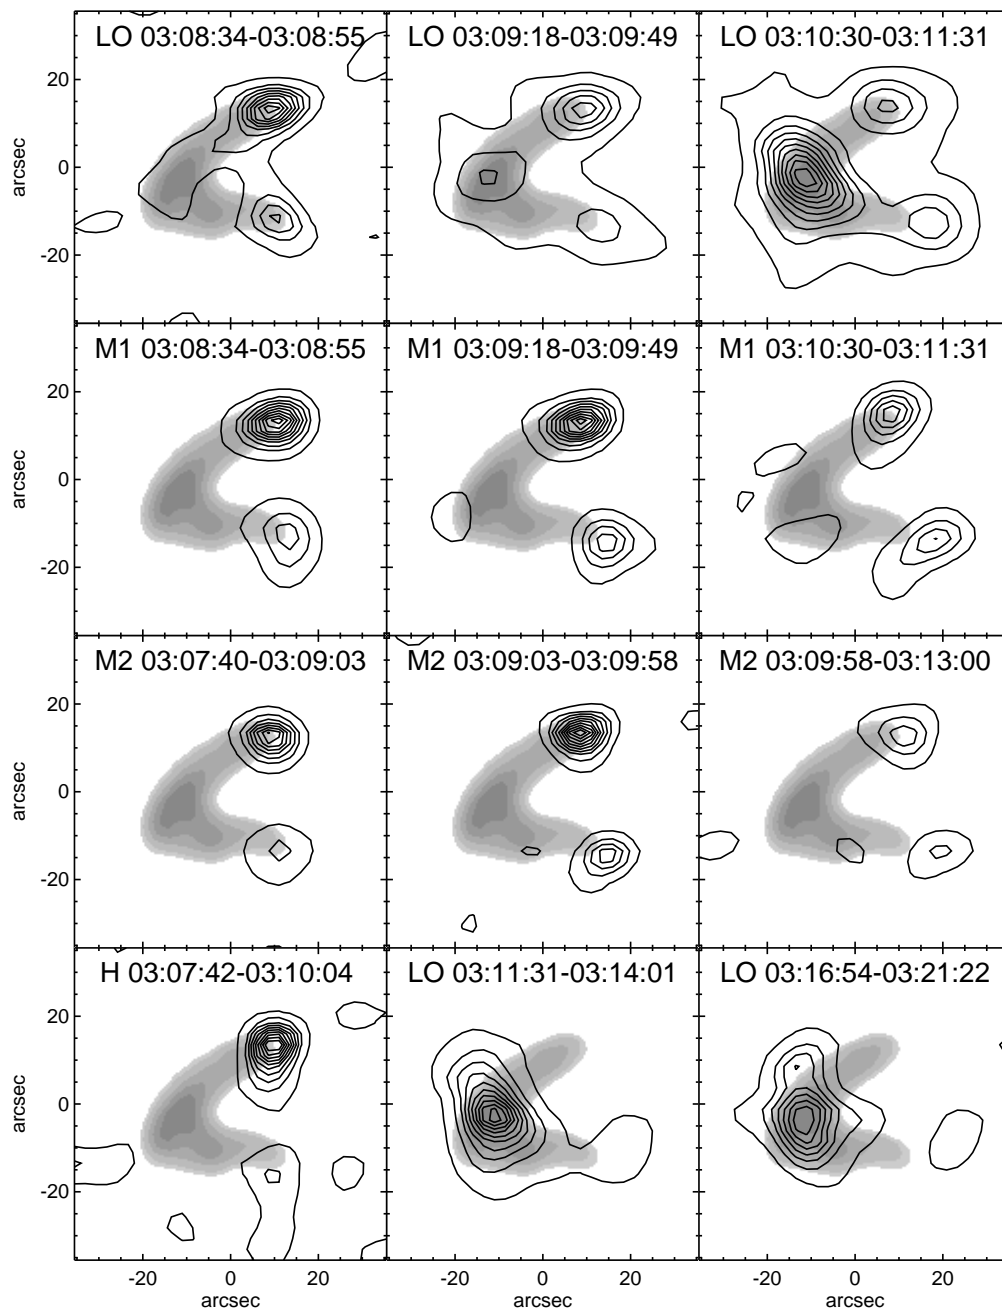 LO 03:08:34-03:08:55
LO 03:09:18-03:09:49
LO 03:10:30-03:11:31
20
0
-20
arcsec
M1 03:08:34-03:08:55
M1 03:09:18-03:09:49
M1 03:10:30-03:11:31
20
0
-20
arcsec
M2 03:07:40-03:09:03
M2 03:09:03-03:09:58
M2 03:09:58-03:13:00
20
0
-20
arcsec
H 03:07:42-03:10:04
LO 03:11:31-03:14:01
LO 03:16:54-03:21:22
20
0
-20
arcsec
-20 0 20
-20 0 20
-20 0 20
arcsec
arcsec
arcsec